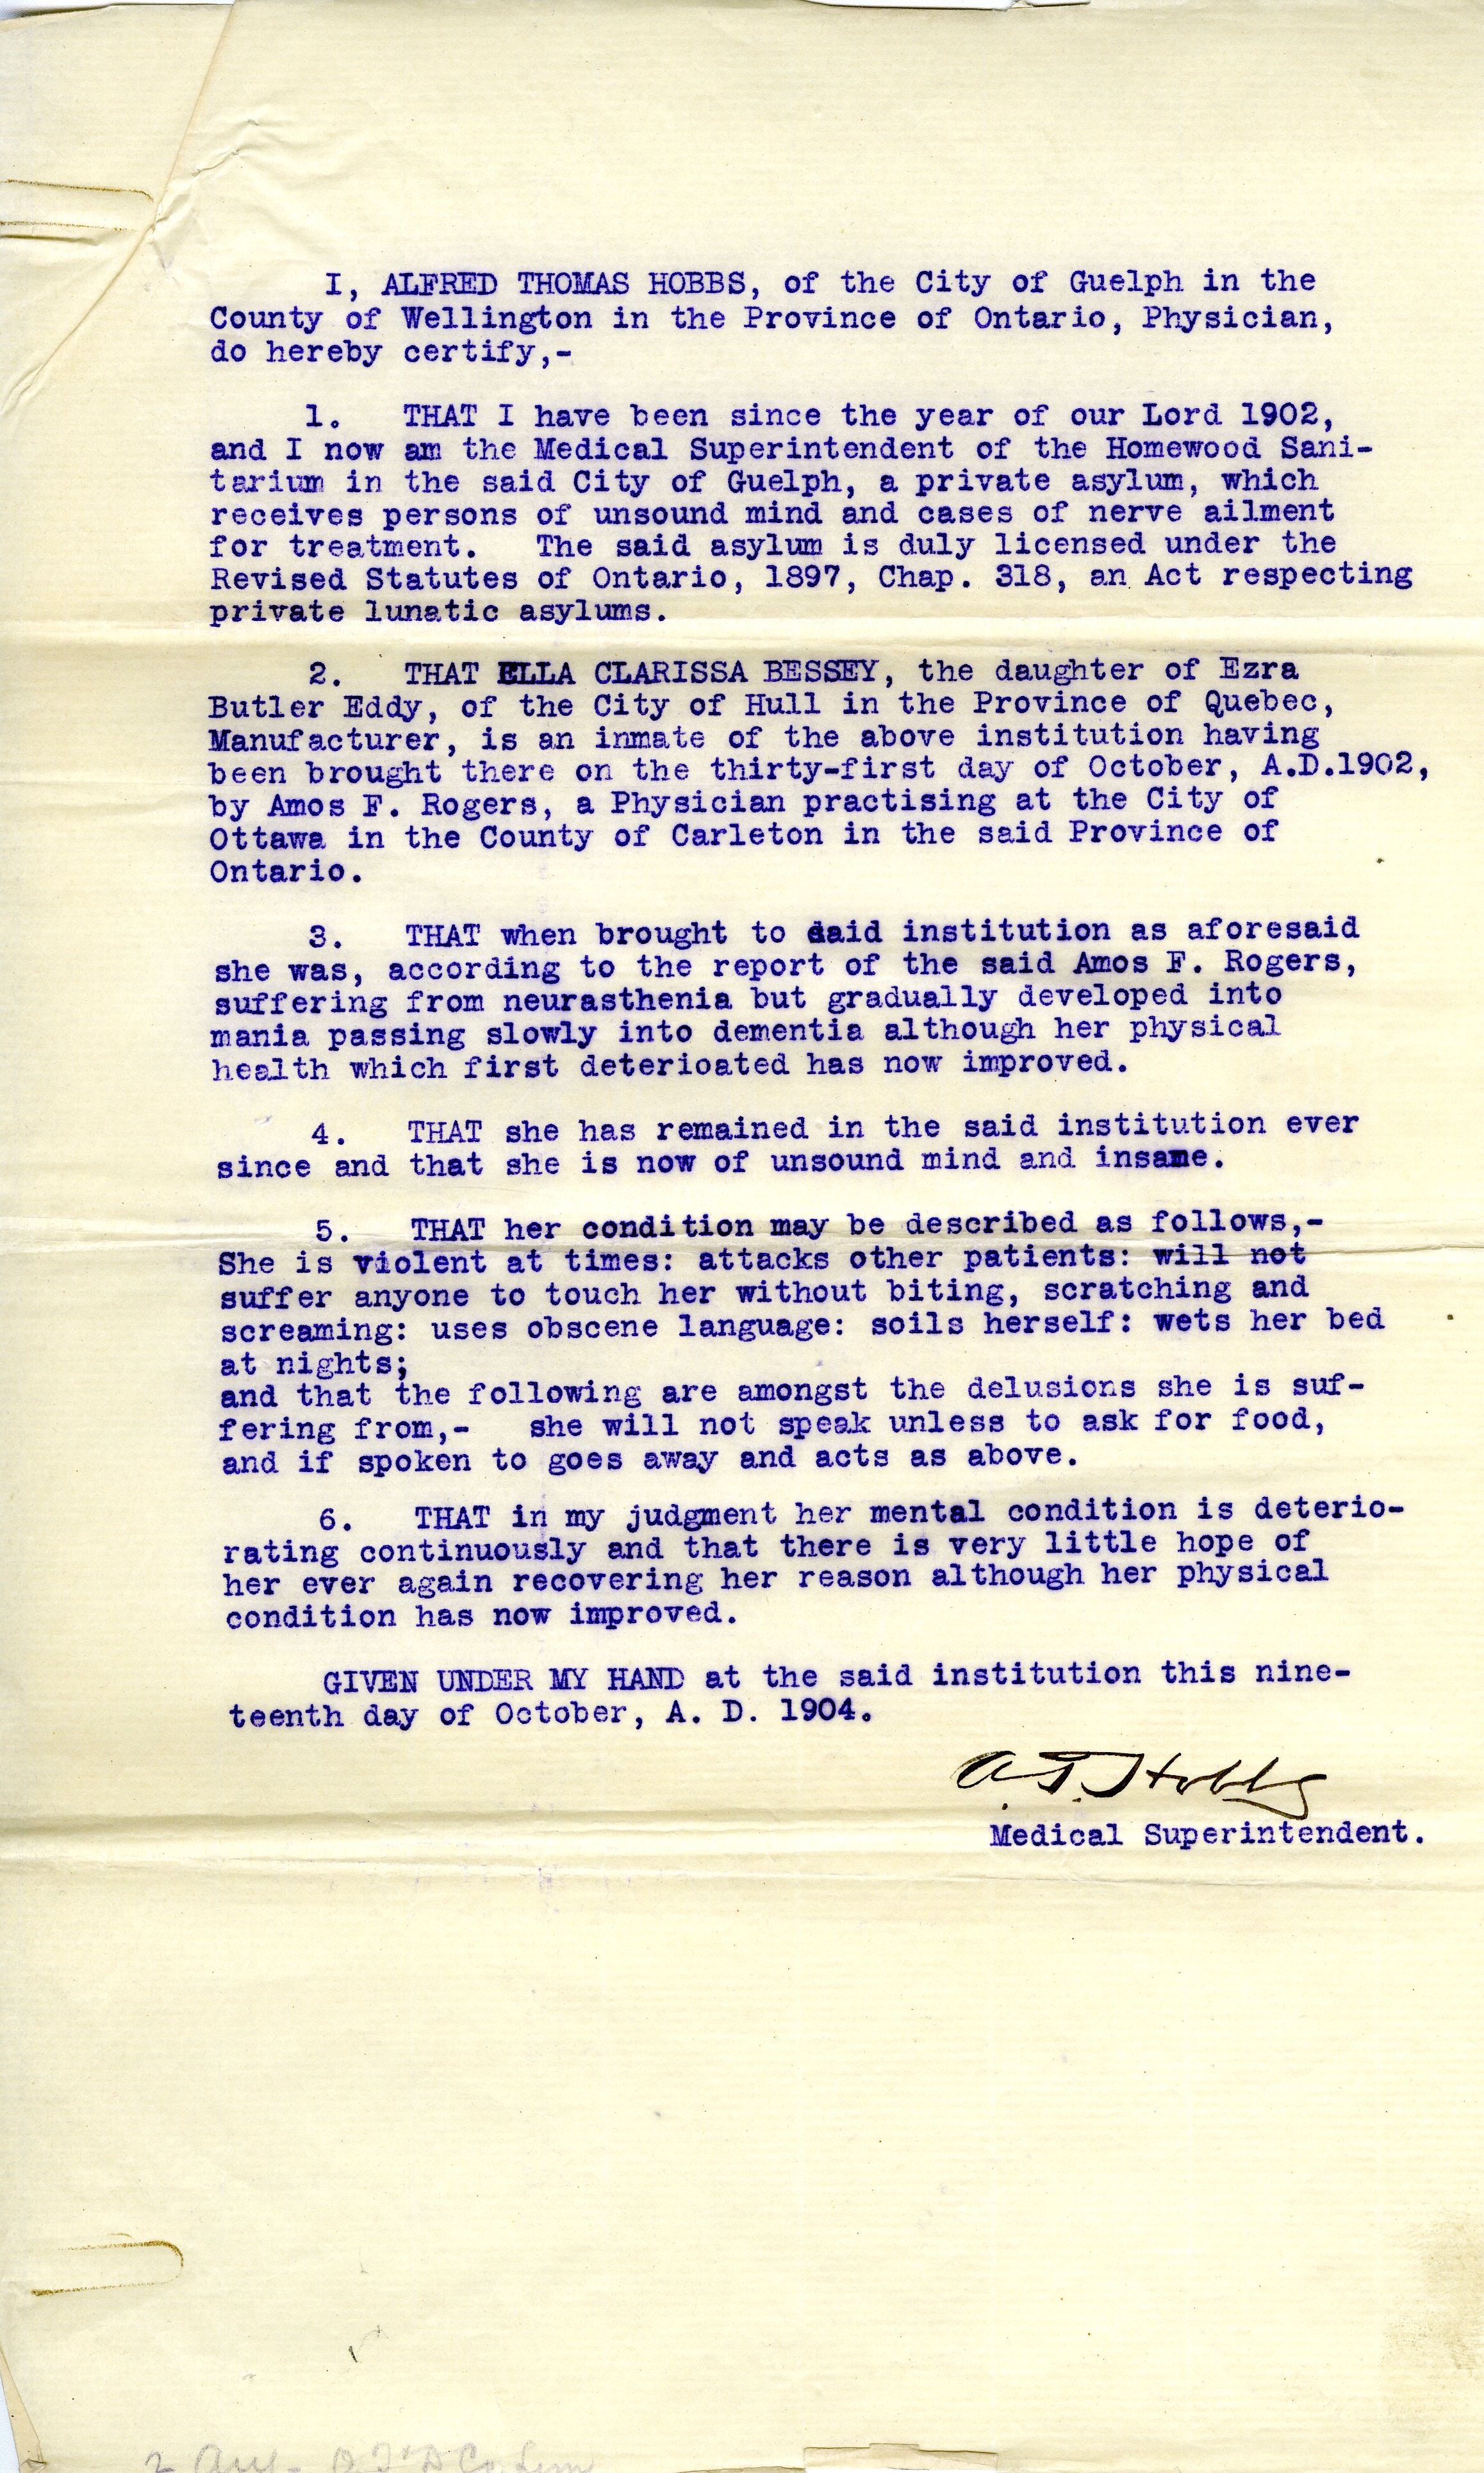 I, ALFRED THOMAS HOBBS, of the City of Guelph in the
County of Wellington in the Province of Ontario, Physician,
do hereby certify,-
1. THAT I have been since the year of our Lord 1902,
and I now am the Medical Superintendent of the Homewood Sani-
tarium in the said City of Guelph, a private asylum, which
receives persons of unsound mind and cases of nerve ailment
for treatment. The said asylum is duly licensed under the
Revised Statutes of Ontario, 1897, Chap. 318, an Act respecting
private lunatic asylums.
2. THAT ELLA CLARISSA BESSEY, the daughter of Ezra
Butler Eddy, of the City of Hull in the Province of Quebec,
Manufacturer, is an inmate of the above institution having
been brought there on the thirty-first day of October, A.D.1902,
by Amos F. Rogers, a Physician practising at the City of
Ottawa in the County of Carleton in the said Province of
Ontario.
3. THAT when brought to said institution as aforesaid
she was, according to the report of the said Amos F. Rogers,
suffering from neurasthenia but gradually developed into
mania passing slowly into dementia although her physical
health which first deterioated has now improved.
4. THAT she has remained in the said institution ever
since and that she is now of unsound mind and insane.
5. THAT her condition may be described as follows,-
She is violent at times: attacks other patients: will not
suffer anyone to touch her without biting, scratching and
screaming: uses obscene language: soils herself: wets her bed
at nights;
and that the following are amongst the delusions she is suf-
fering from,- she will not speak unless to ask for food,
and if spoken to goes away and acts as above.
6. THAT in my judgment her mental condition is deterio-
rating continuously and that there is very little hope of
her ever again recovering her reason although her physical
condition has now improved.
GIVEN UNDER MY HAND at the said institution this nine-
teenth day of October, A. D. 1904.
A. T. Hobbs
Medical Superintendent.